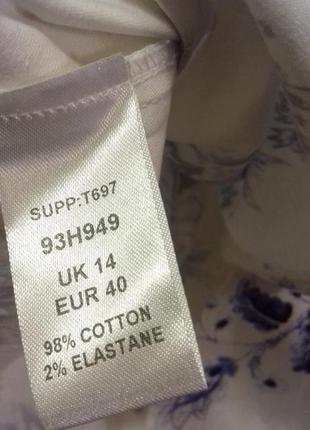 SUPP:T697
93H949
UK 14
EUR 40
98% COTTON
2% ELASTANE